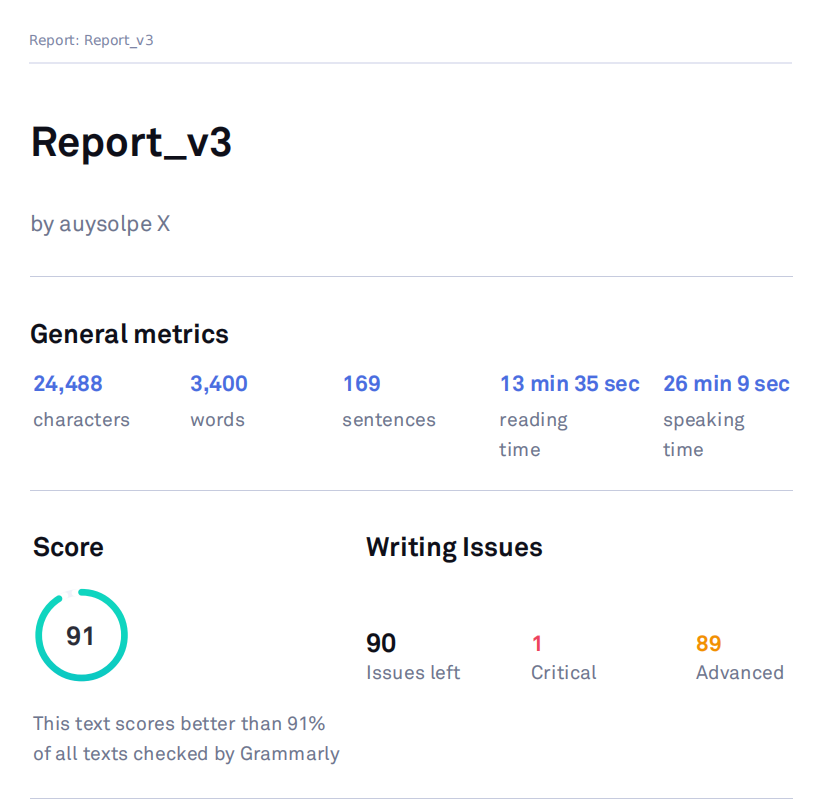 Report: Report_v3
Report_v3
by auysolpe X
General metrics
24,488 3,400 169 13 min 35 sec 26 min 9 sec
characters words sentences reading time speaking time
Score Writing Issues
91
90 1 89
Issues left Critical Advanced
This text scores better than 91%
of all texts checked by Grammarly